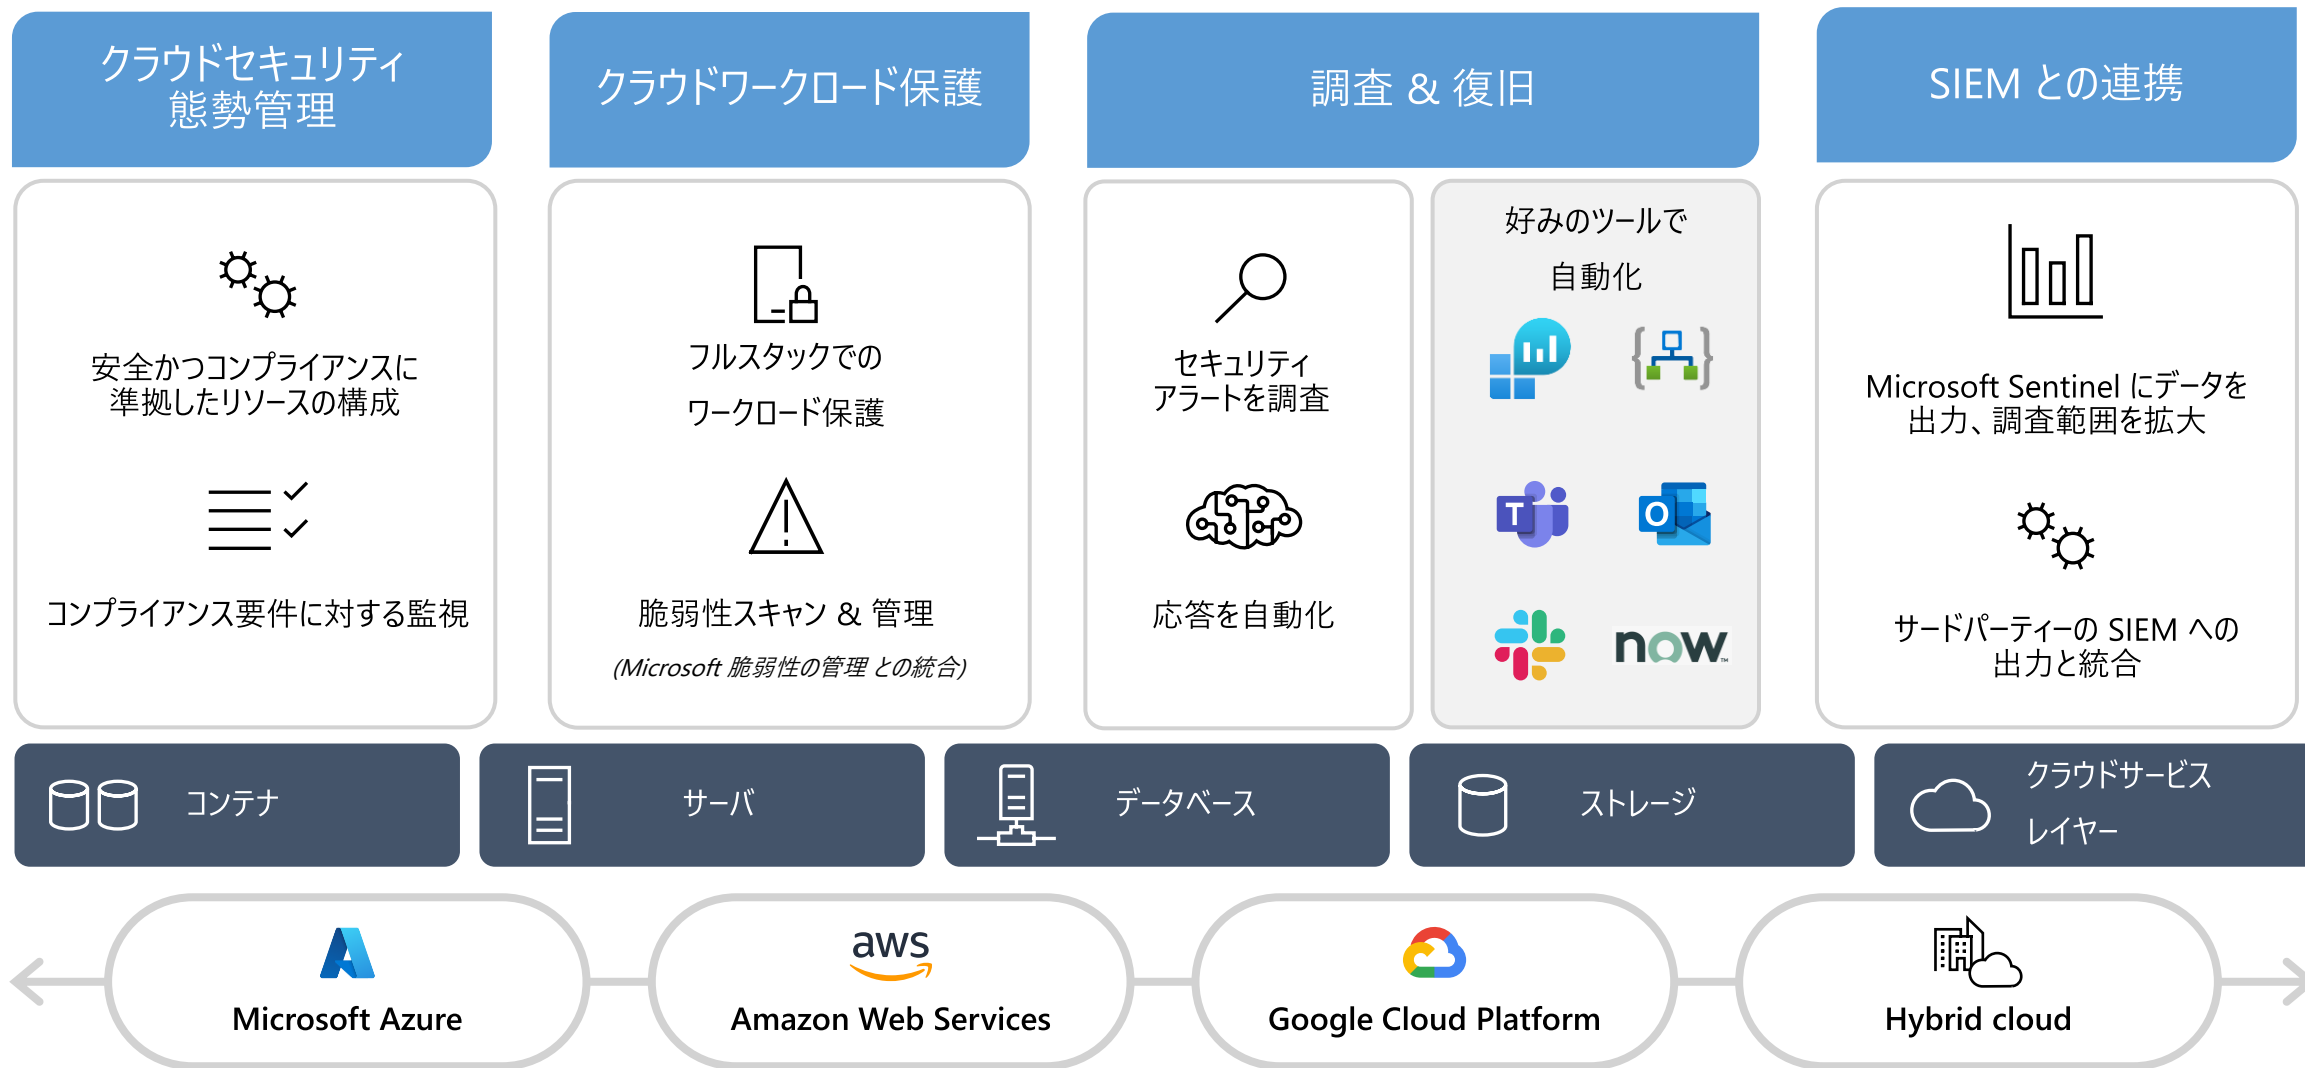 クラウドセキュリティ
態勢管理
クラウドワークロード保護
調査 & 復旧
SIEM との連携
安全かつコンプライアンスに
準拠したリソースの構成
コンプライアンス要件に対する監視
フルスタックでの
ワークロード保護
脆弱性スキャン & 管理
(Microsoft 脆弱性の管理 との統合)
セキュリティ
アラートを調査
応答を自動化
好みのツールで
自動化
T
O
now™
Microsoft Sentinel にデータを
出力、調査範囲を拡大
サードパーティーの SIEM への
出力と統合
コンテナ
サーバ
データベース
ストレージ
クラウドサービス
レイヤー
Microsoft Azure
aws
Amazon Web Services
Google Cloud Platform
Hybrid cloud